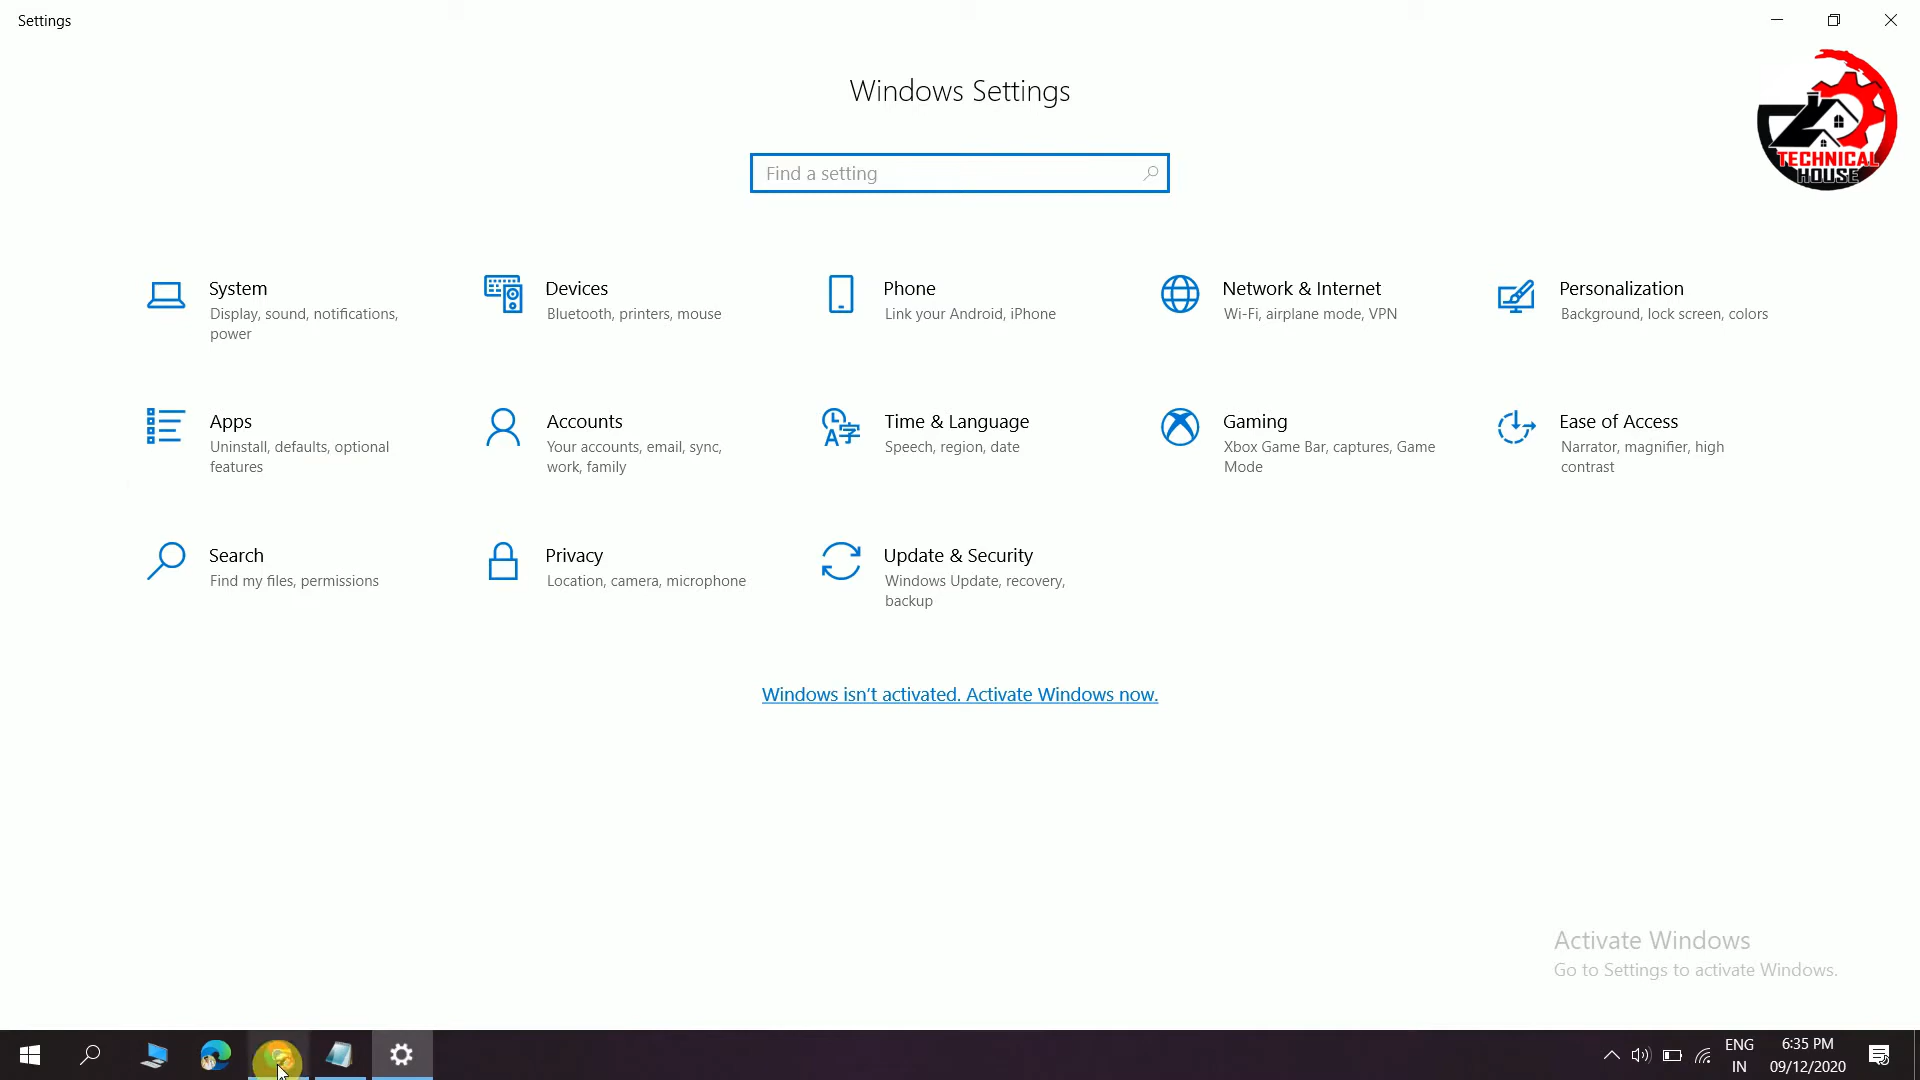 Settings
Windows Settings
TECHNICAL
HOUSE
Find a setting
System
Display, sound, notifications,
power
Devices
Bluetooth, printers, mouse
Phone
Link your Android, iPhone
Network & Internet
Wi-Fi, airplane mode, VPN
Personalization
Background, lock screen, colors
Apps
Uninstall, defaults, optional
features
Accounts
Your accounts, email, sync,
work, family
Time & Language
Speech, region, date
Gaming
Xbox Game Bar, captures, Game
Mode
Ease of Access
Narrator, magnifier, high
contrast
Search
Find my files, permissions
Privacy
Location, camera, microphone
Update & Security
Windows Update, recovery,
backup
Windows isn't activated. Activate Windows now.
Activate Windows
Go to Settings to activate Windows.
ENG
IN
6:35 PM
09/12/2020